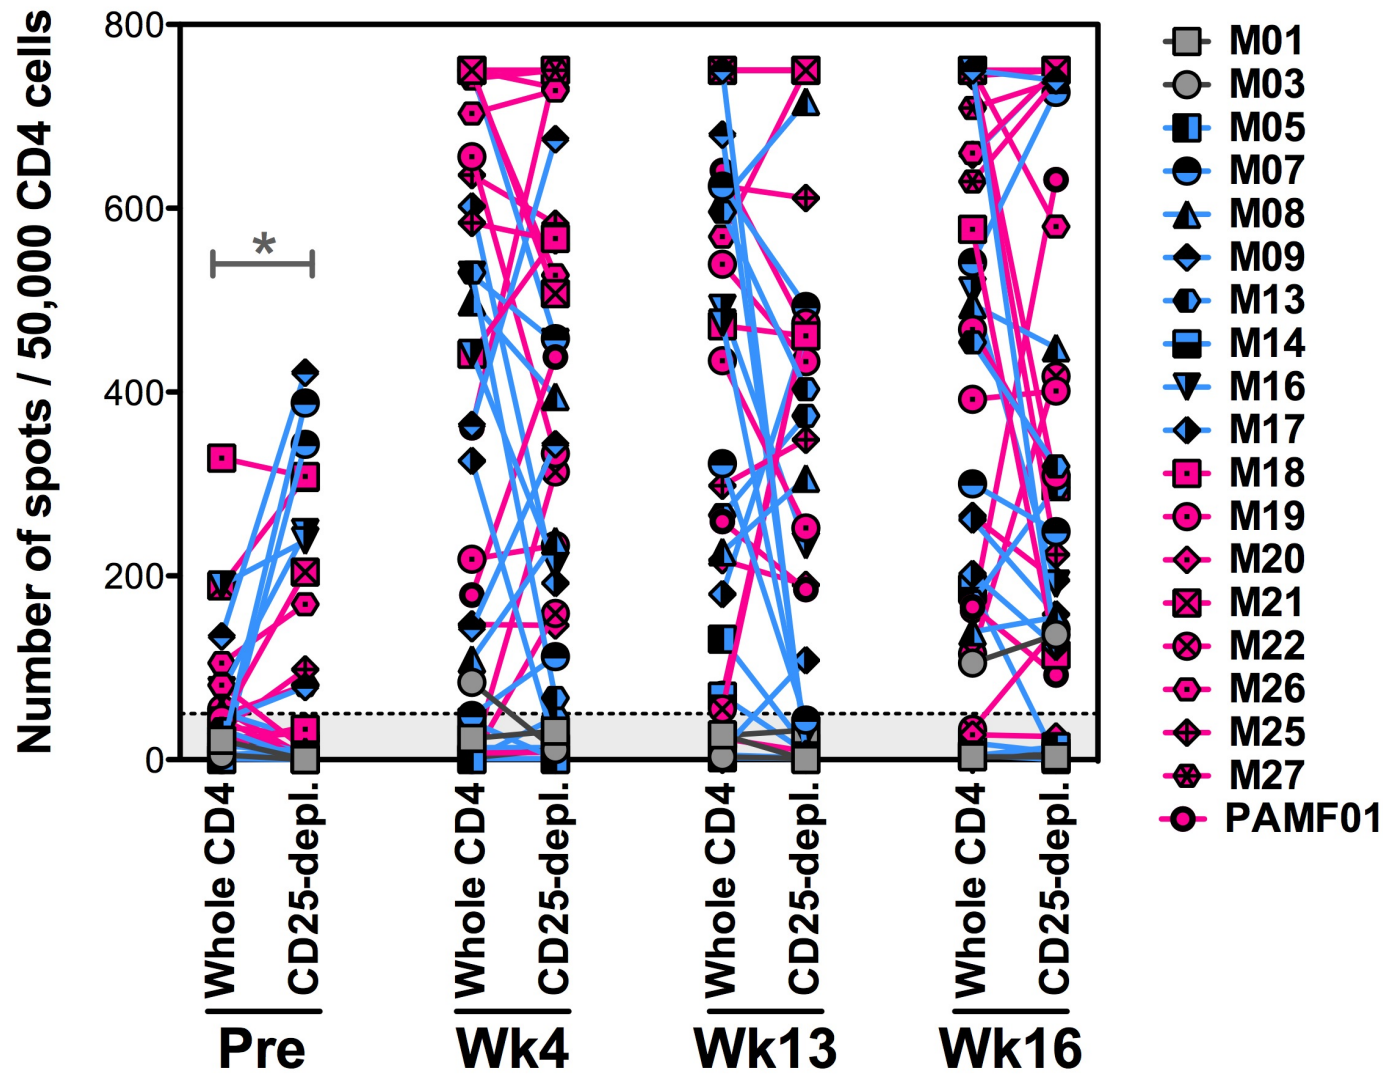 Number of spots / 50,000 CD4 cells
800
600
400
200
0
*
Whole CD4
CD25-depl.
Whole CD4
CD25-depl.
Whole CD4
CD25-depl.
Whole CD4
CD25-depl.
Pre
Wk4
Wk13
Wk16
M01
M03
M05
M07
M08
M09
M13
M14
M16
M17
M18
M19
M20
M21
M22
M26
M25
M27
PAMF01